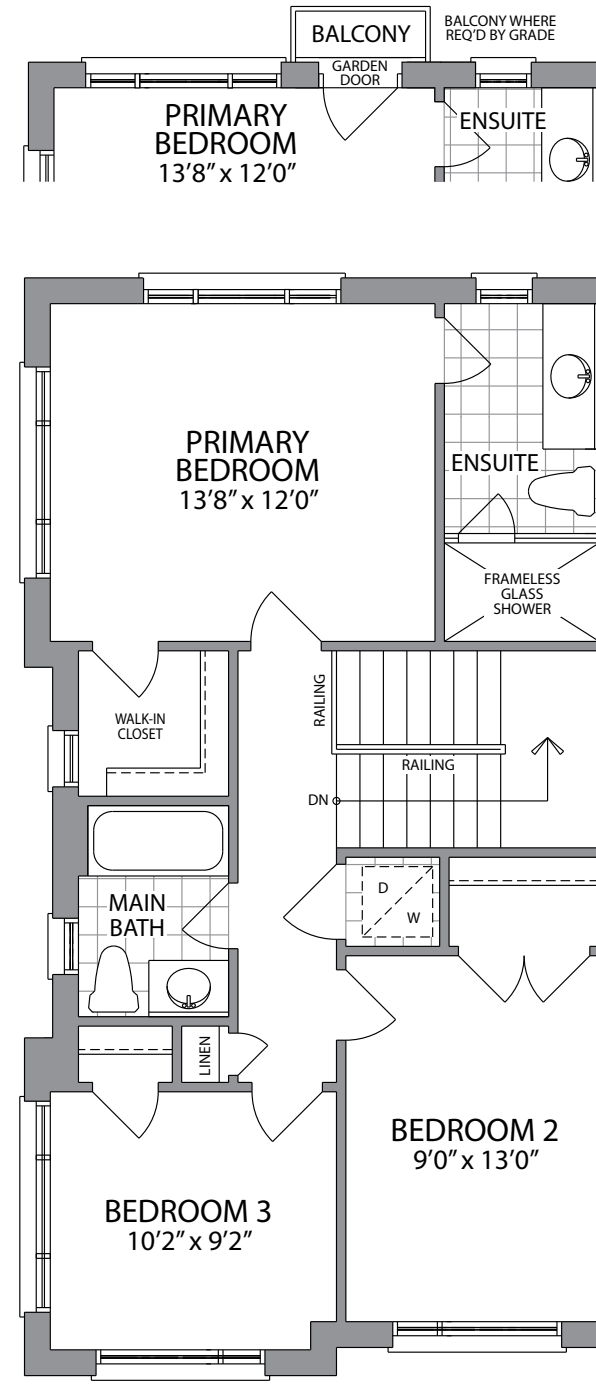 BALCONY
BALCONY WHERE
REQ'D BY GRADE
GARDEN
DOOR
PRIMARY
BEDROOM
13'8” x 12'0”
ENSUITE
PRIMARY
BEDROOM
13'8” x 12'0”
ENSUITE
FRAMELESS
GLASS
SHOWER
WALK-IN
CLOSET
RAILING
RAILING
DN
D
W
MAIN
BATH
LINEN
BEDROOM 2
9'0” x 13'0”
BEDROOM 3
10'2” x 9'2”